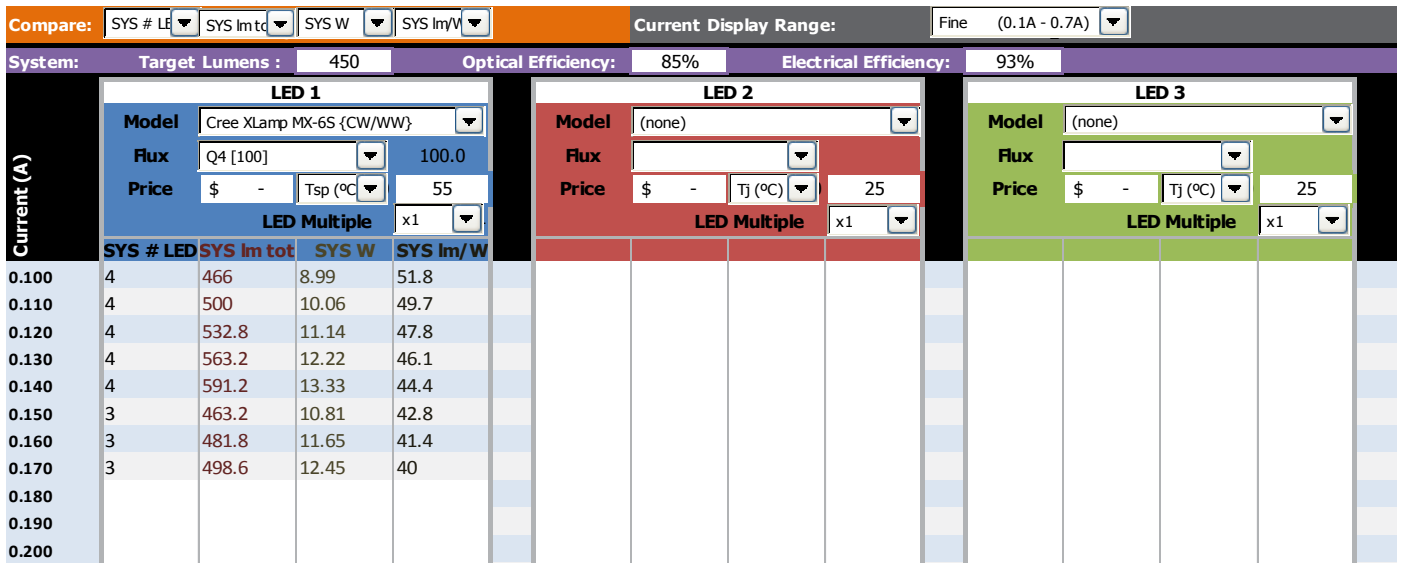 Compare: SYS # LE SYS lm to SYS W SYS lm/W Current Display Range: Fine (0.1A - 0.7A)
System: Target Lumens : 450 Optical Efficiency: 85% Electrical Efficiency: 93%
LED 1 LED 2 LED 3
Model Cree XLamp MX-6S {CW/WW} Model (none) Model (none)
Flux Q4 [100] 100.0 Flux Flux
Price $ - Tsp (ºC 55 Price $ - Tj (ºC) 25 Price $ - Tj (ºC) 25
LED Multiple x1 LED Multiple x1 LED Multiple x1
Current (A)
SYS # LED SYS lm tot SYS W SYS lm/W
0.100 4 466 8.99 51.8
0.110 4 500 10.06 49.7
0.120 4 532.8 11.14 47.8
0.130 4 563.2 12.22 46.1
0.140 4 591.2 13.33 44.4
0.150 3 463.2 10.81 42.8
0.160 3 481.8 11.65 41.4
0.170 3 498.6 12.45 40
0.180
0.190
0.200